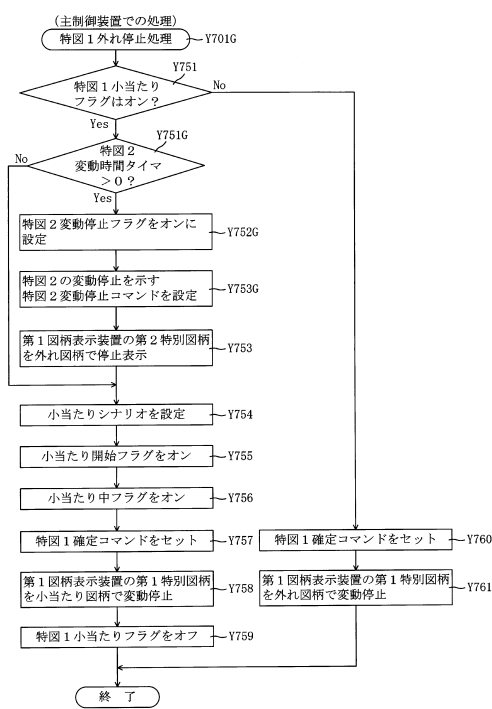 (主制御装置での処理)
特図1外れ停止処理
Y701G
Y751
特図1小当たり
フラグはオン?
No
Yes
Y751G
特図2
変動時間タイマ
>0?
No
Yes
特図2変動停止フラグをオンに
設定
Y752G
特図2の変動停止を示す
特図2変動停止コマンドを設定
Y753G
第1図柄表示装置の第2特別図柄
を外れ図柄で停止表示
Y753
小当たりシナリオを設定
Y754
小当たり開始フラグをオン
Y755
小当たり中フラグをオン
Y756
特図1確定コマンドをセット
Y757
特図1確定コマンドをセット
Y760
第1図柄表示装置の第1特別図柄
を小当たり図柄で変動停止
Y758
第1図柄表示装置の第1特別図柄
を外れ図柄で変動停止
Y761
特図1小当たりフラグをオフ
Y759
終 了